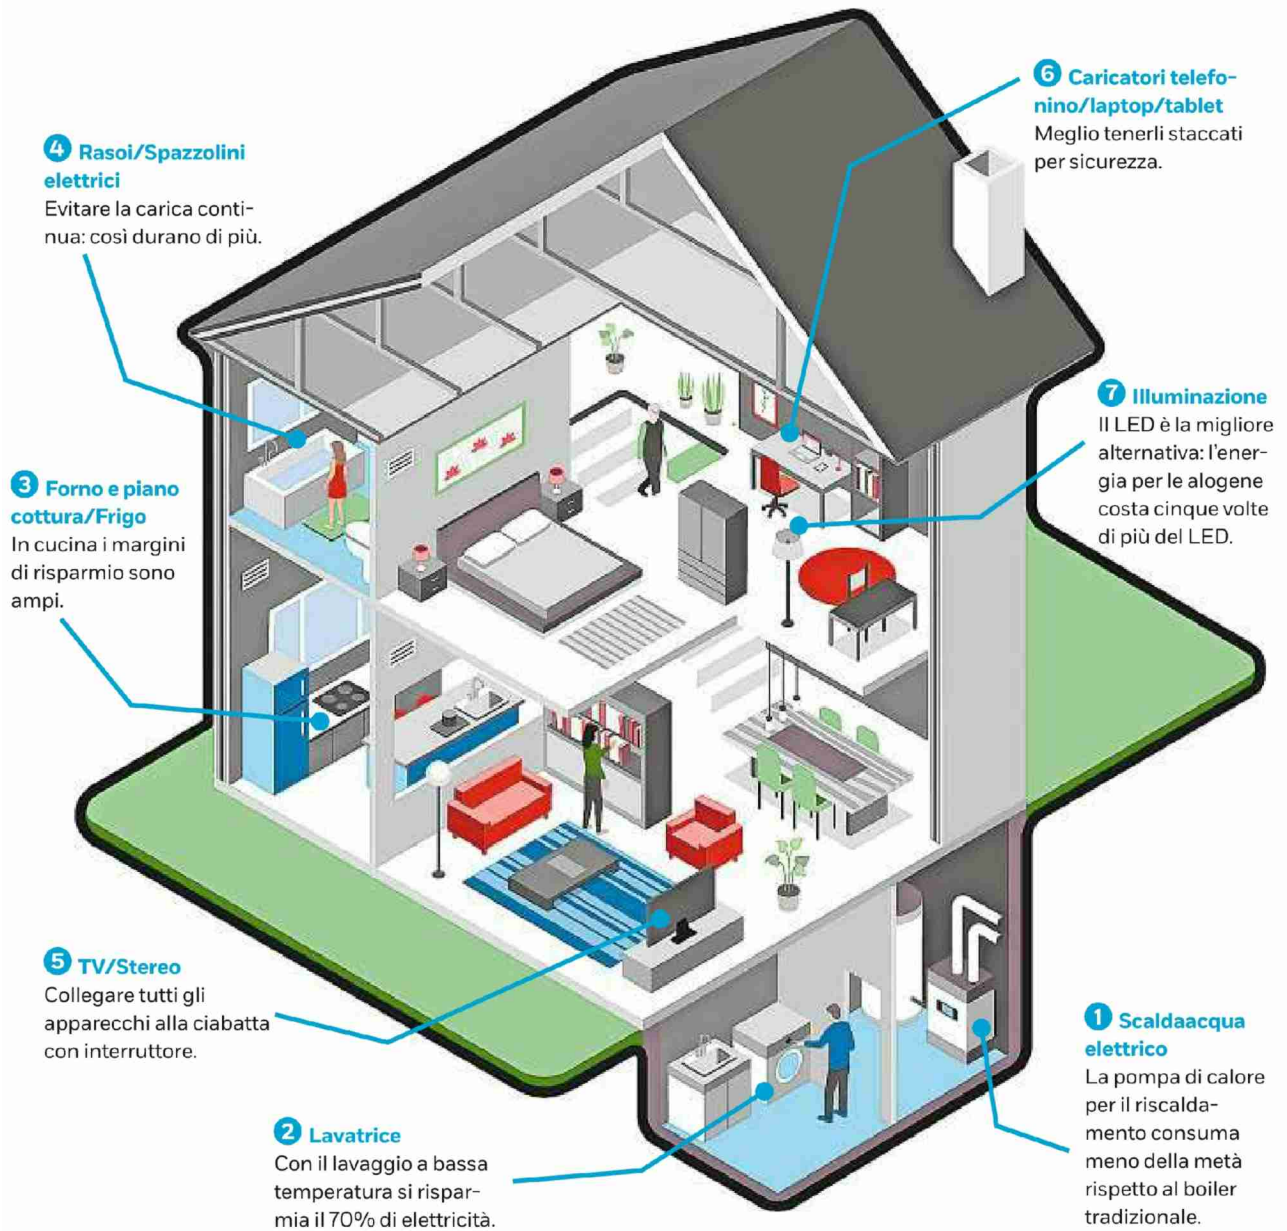 6 Caricatori telefo-
nino/laptop/tablet
Meglio tenerli staccati
per sicurezza.
4 Rasoi/Spazzolini
elettrici
Evitare la carica conti-
nua: così durano di più.
7 Illuminazione
Il LED è la migliore
alternativa: l'ener-
gia per le alogene
costa cinque volte
di più del LED.
3 Forno e piano
cottura/Frigo
In cucina i margini
di risparmio sono
ampi.
5 TV/Stereo
Collegare tutti gli
apparecchi alla ciabatta
con interruttore.
1 Scaldaacqua
elettrico
La pompa di calore
per il riscalda-
mento consuma
meno della metà
rispetto al boiler
tradizionale.
2 Lavatrice
Con il lavaggio a bassa
temperatura si rispar-
mia il 70% di elettricità.